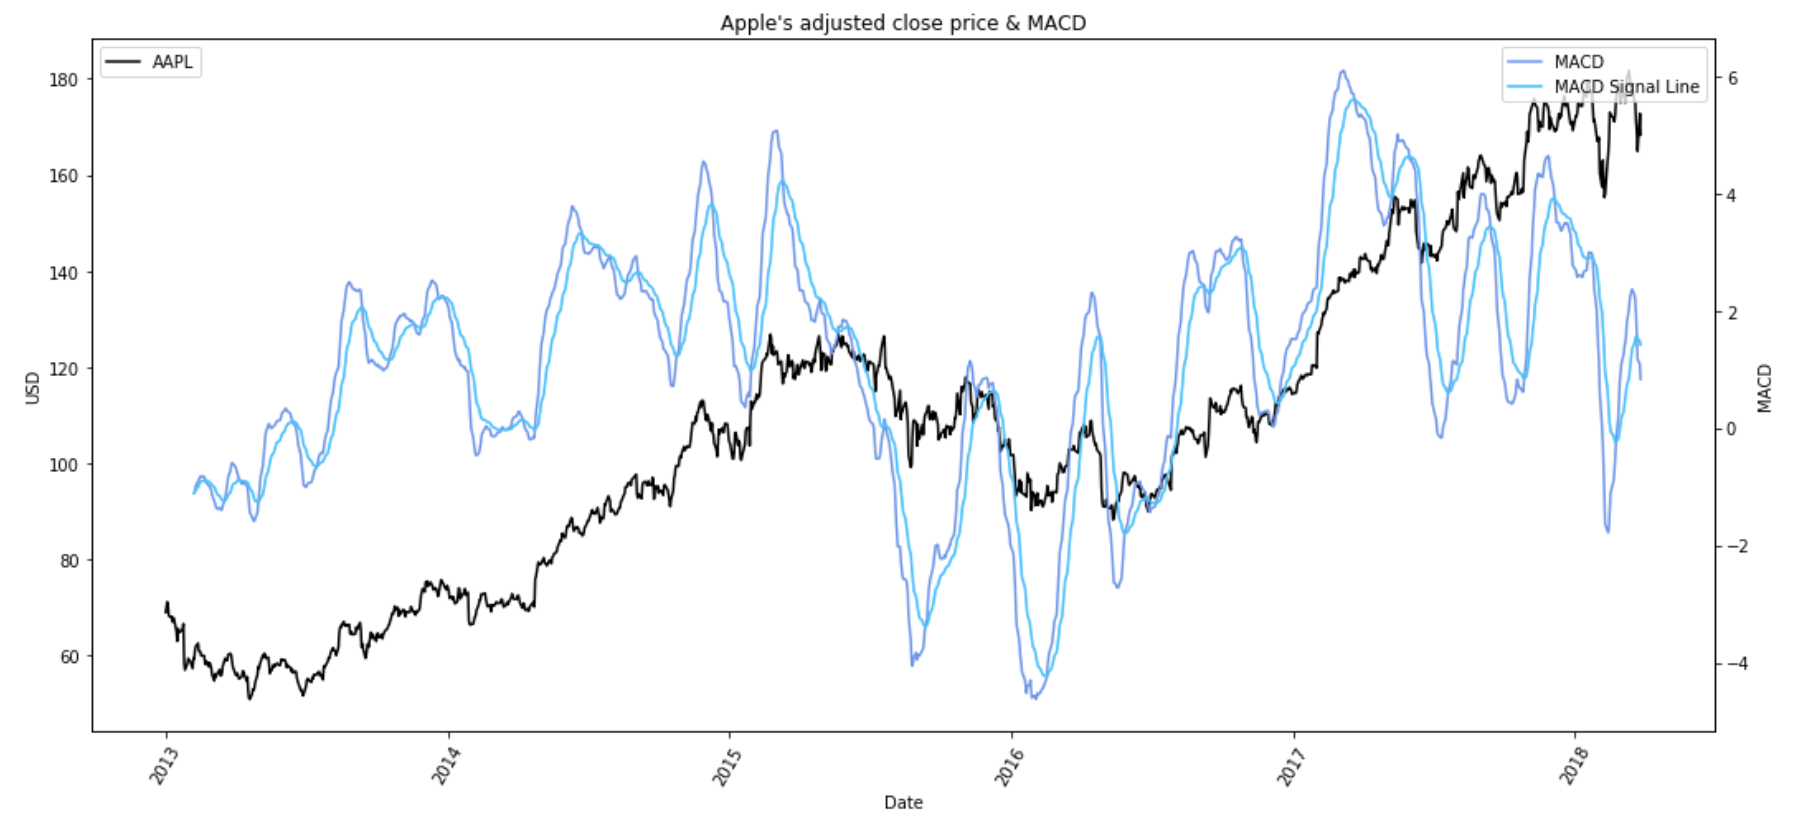 Apple's adjusted close price & MACD
AAPL
MACD
MACD Signal Line
180
160
140
120
100
80
60
USD
6
4
2
0
−2
−4
MACD
2013
2014
2015
2016
2017
2018
Date